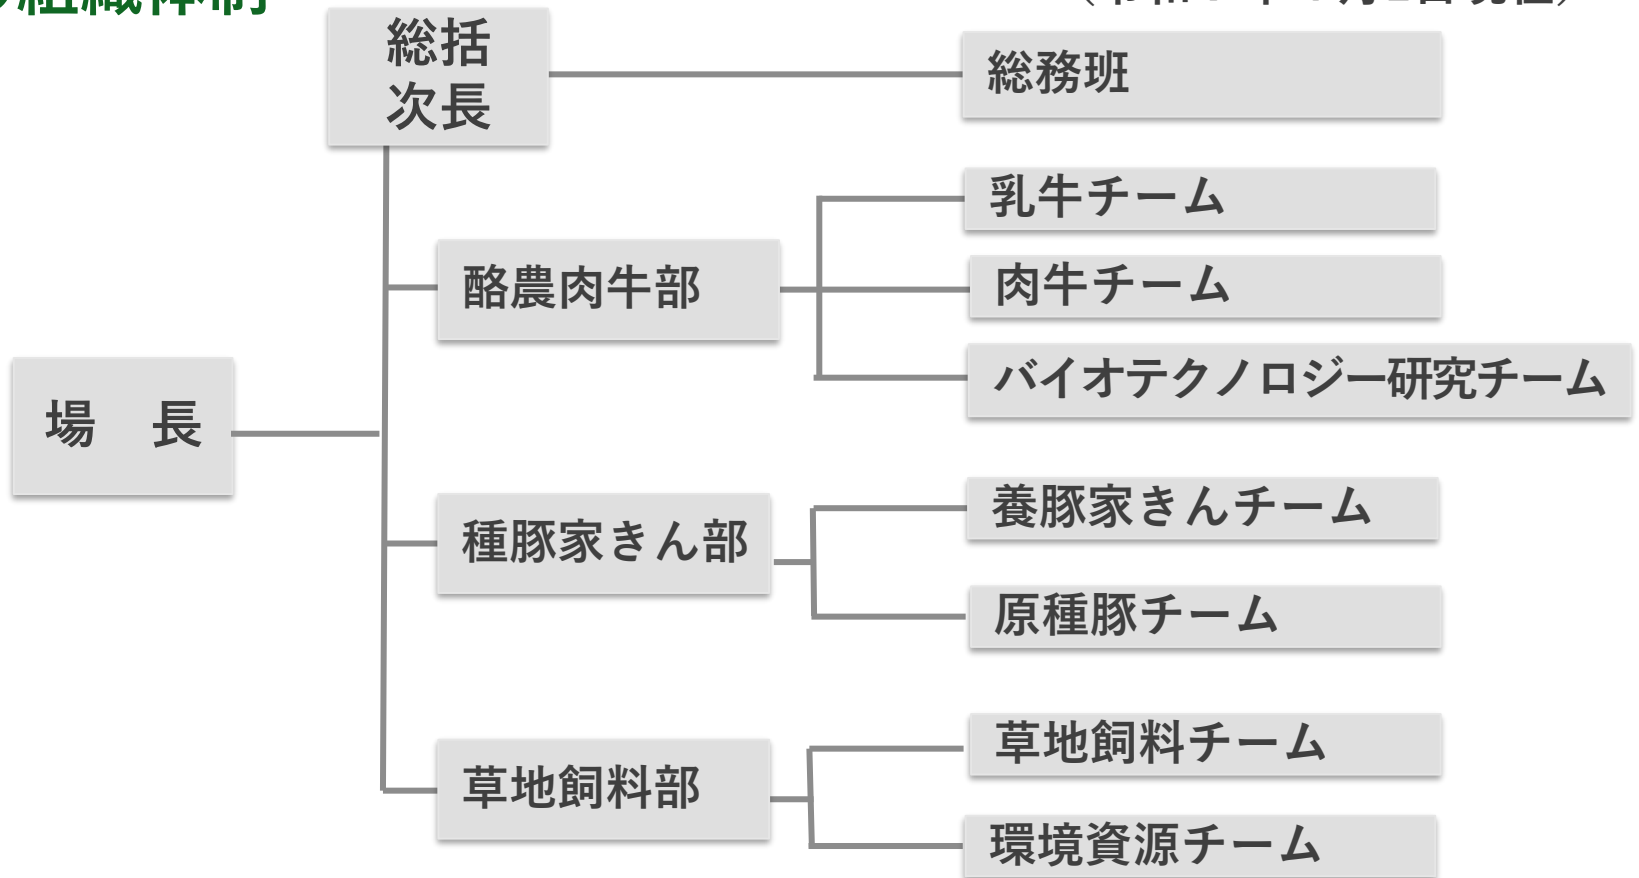 組織体制
総括
次長
総務班
乳牛チーム
酪農肉牛部
肉牛チーム
バイオテクノロジー研究チーム
場　長
養豚家きんチーム
種豚家きん部
原種豚チーム
草地飼料チーム
草地飼料部
環境資源チーム